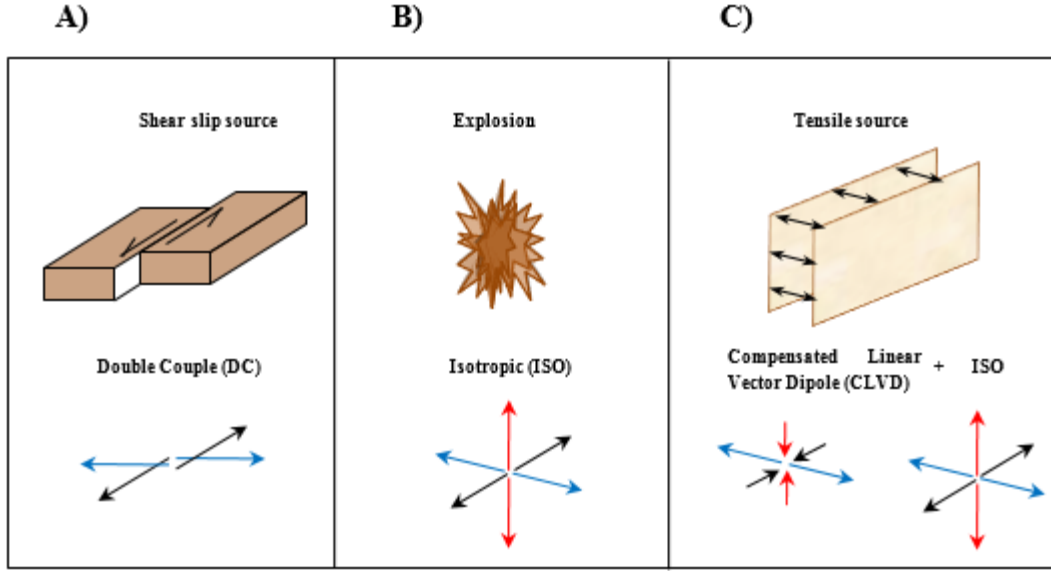 A)
B)
C)
Shear slip source
Explosion
Tensile source
Double Couple (DC)
Isotropic (ISO)
Compensated Linear
Vector Dipole (CLVD)
+ ISO